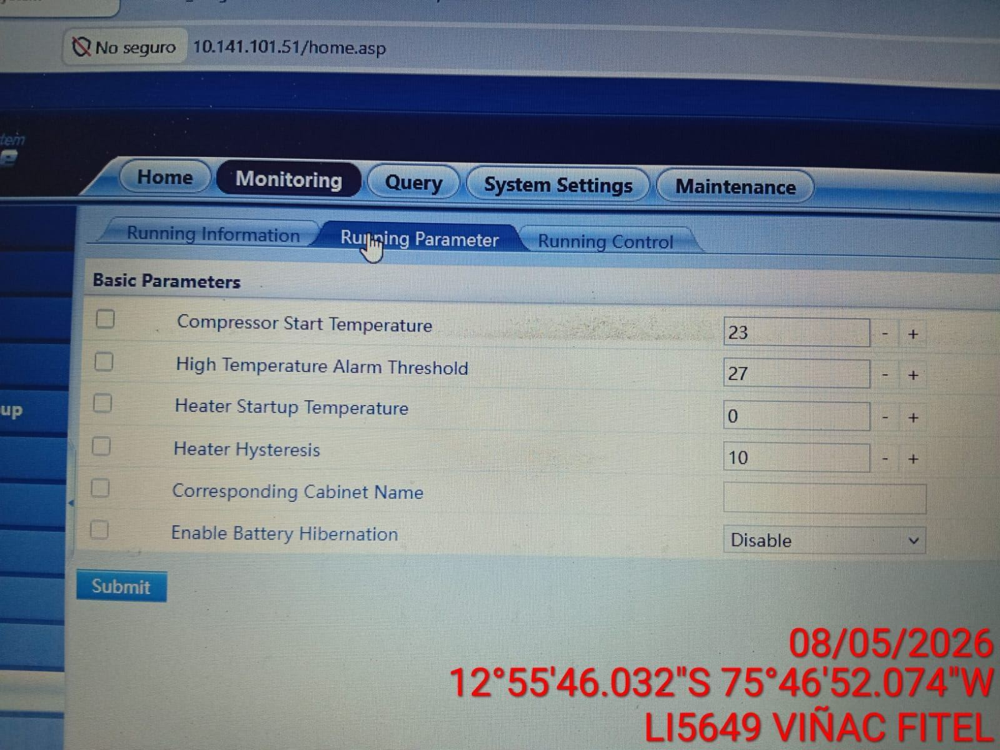 No seguro 10.141.101.51/home.asp
tem
Home Monitoring Query System Settings Maintenance
Running Information Running Parameter Running Control
Basic Parameters
Compressor Start Temperature 23 - +
High Temperature Alarm Threshold 27 - +
Heater Startup Temperature 0 - +
up
Heater Hysteresis 10 - +
Corresponding Cabinet Name
Enable Battery Hibernation Disable
Submit
08/05/2026
12°55'46.032"S 75°46'52.074"W
LI5649 VIÑAC FITEL